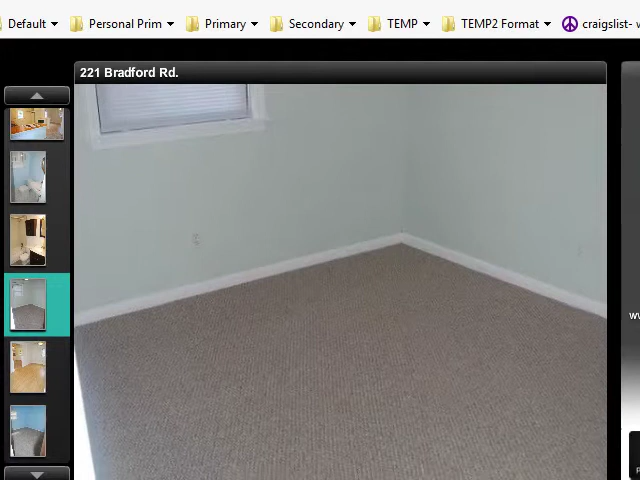 Default Personal Prim Primary Secondary TEMP TEMP2 Format craigslist-
221 Bradford Rd.